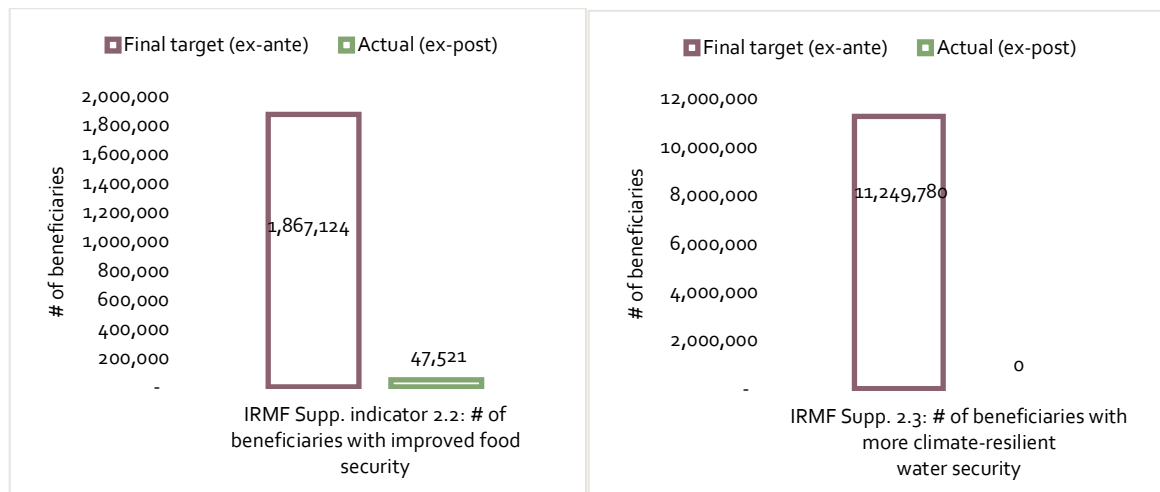 Final target (ex-ante) Actual (ex-post)
# of beneficiaries
2,000,000
1,800,000
1,600,000
1,400,000
1,200,000
1,000,000
800,000
600,000
400,000
200,000
-
1,867,124
47,521
IRMF Supp. indicator 2.2: # of
beneficiaries with improved food
security
Final target (ex-ante) Actual (ex-post)
# of beneficiaries
12,000,000
10,000,000
8,000,000
6,000,000
4,000,000
2,000,000
-
11,249,780
0
IRMF Supp. 2.3: # of beneficiaries with
more climate-resilient
water security